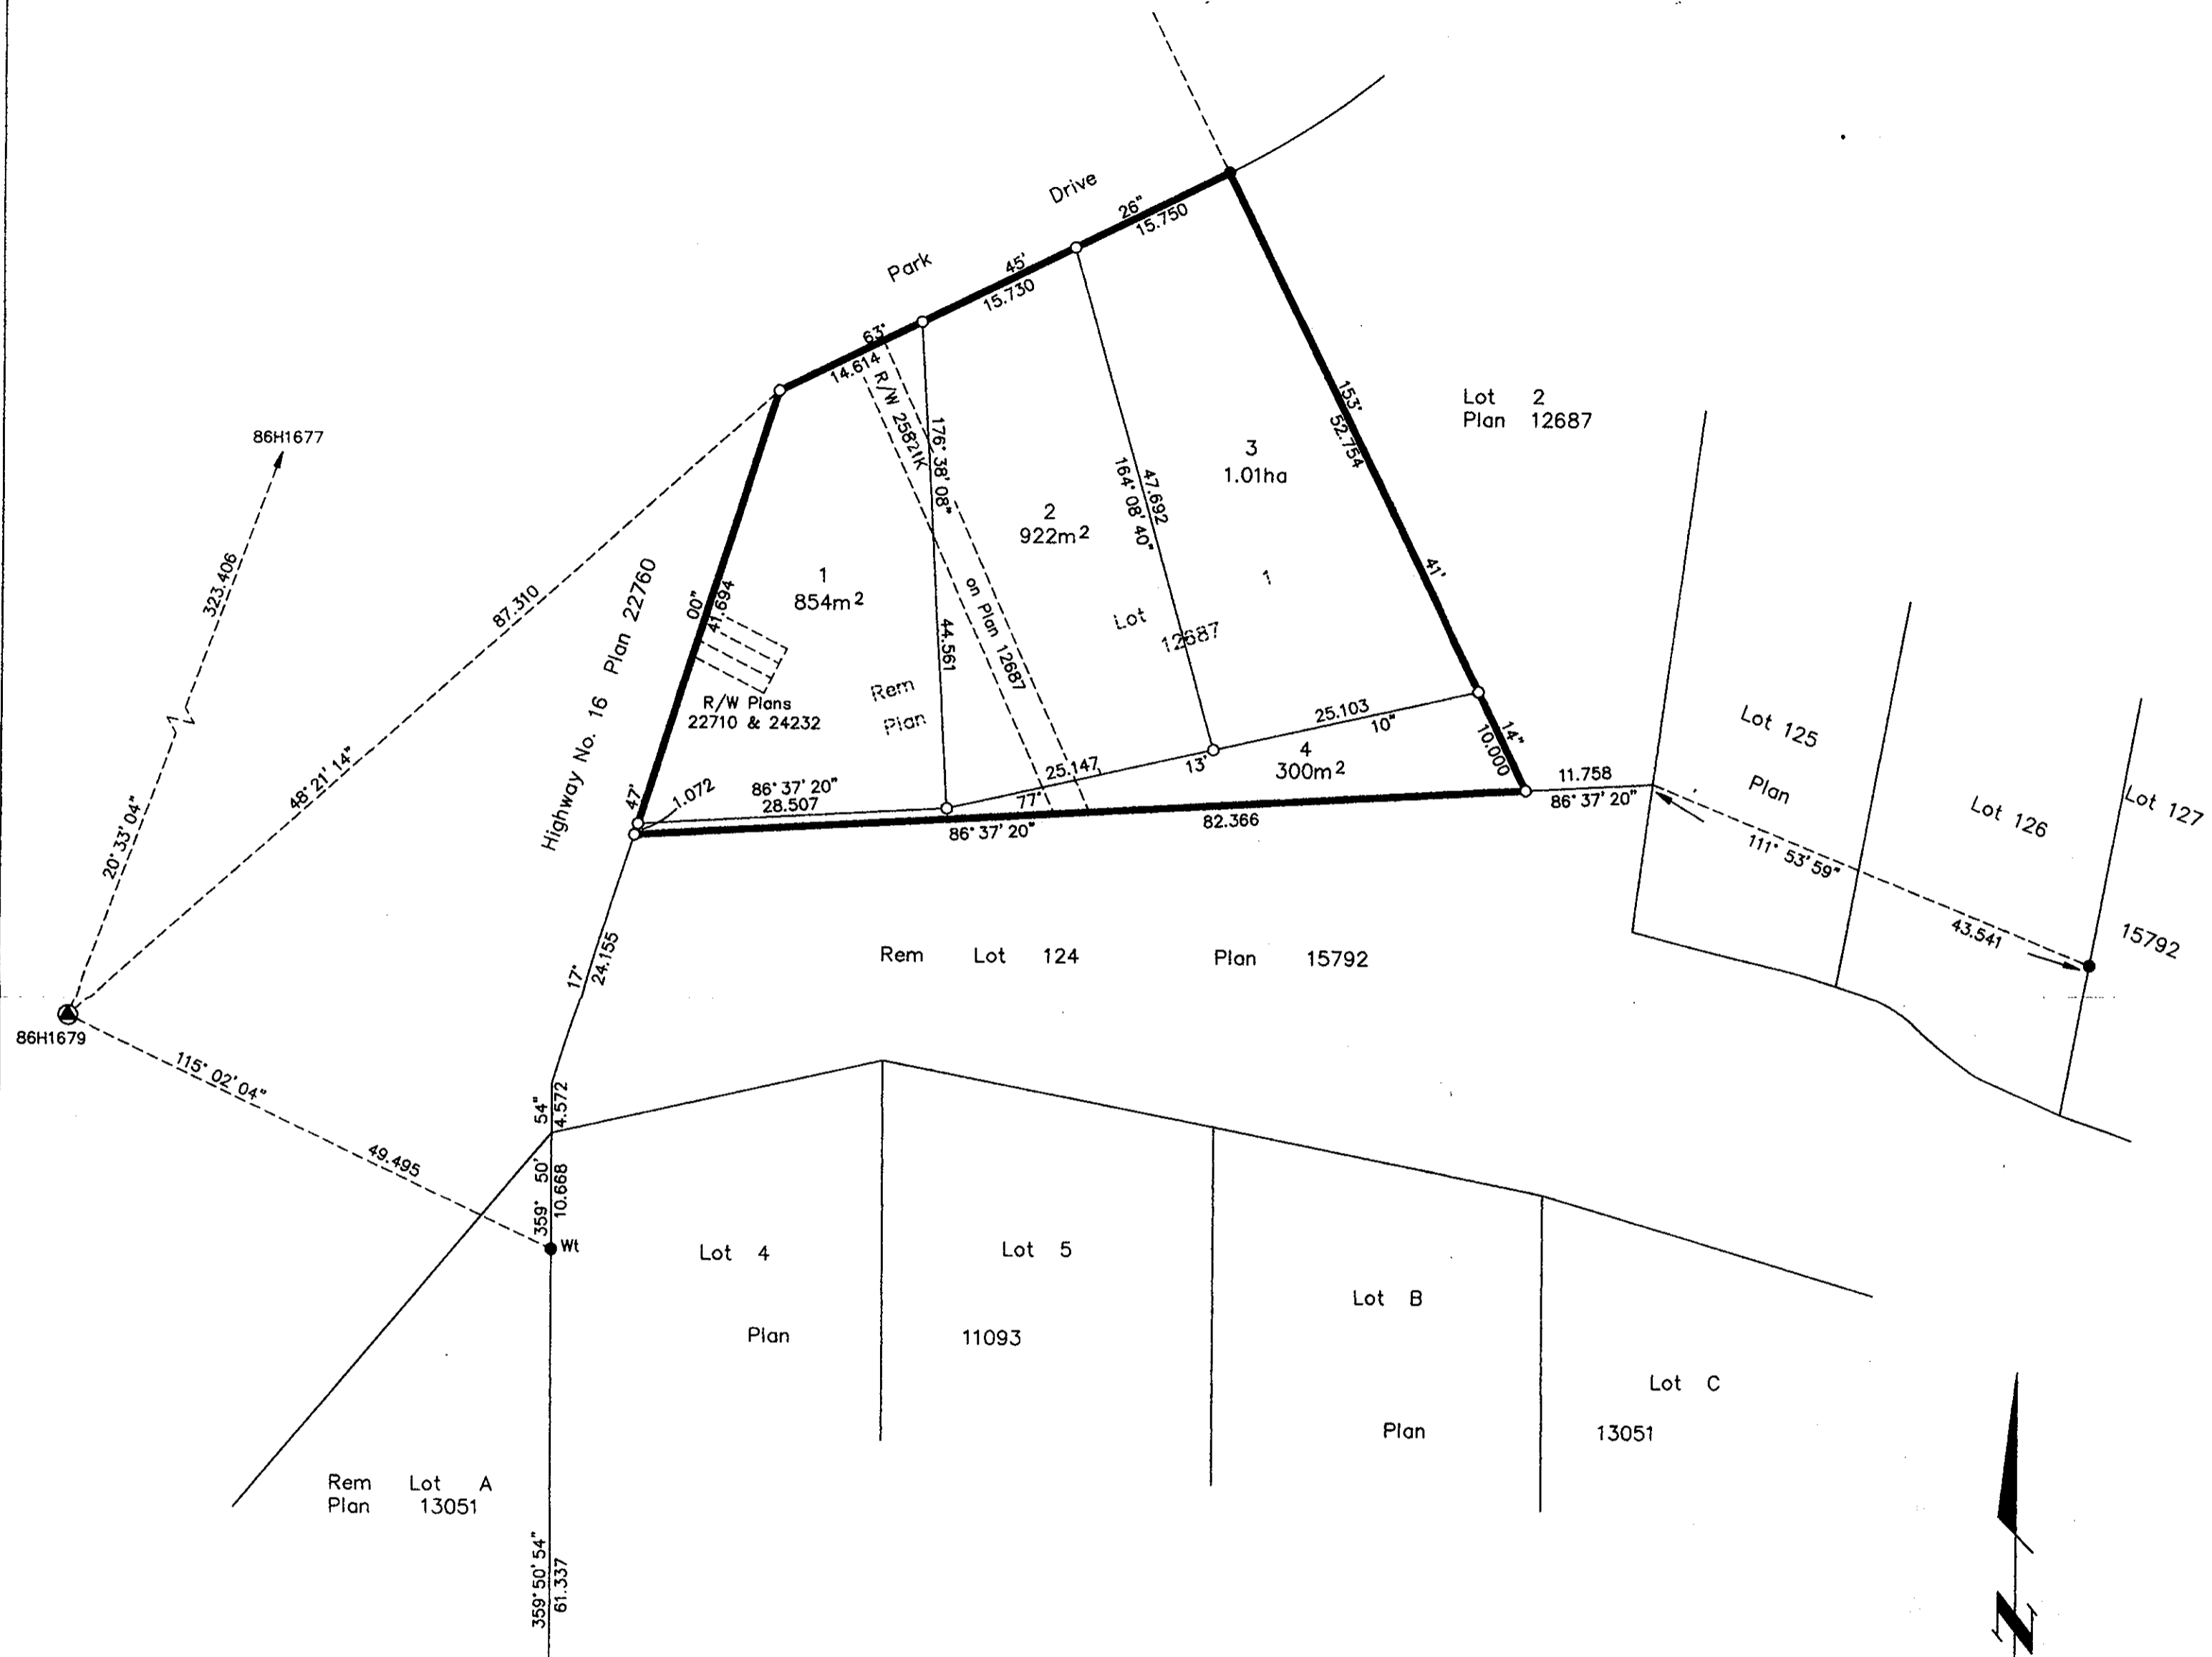 Drive
26"
15.750
Park
45'
15.730
63°
14.614
R/W 25821K
on Plan 12687
86H1677
323.406
20° 33' 04"
87.310
48° 21' 14"
86H1679
115° 02' 04"
49.495
Highway No. 16 Plan 22760
00"
41.694
47'
1.072
17°
24.155
1
854m²
R/W Plans
22710 & 24232
176° 38' 08"
44.561
2
922m²
47.692
164° 08' 40"
3
1.01ha
Lot 1
12687
Rem
Plan
153°
52.754
41'
14"
10.000
Lot 2
Plan 12687
86° 37' 20"
28.507
25.147
77°
13'
25.103
10"
4
300m²
86° 37' 20"
82.366
11.758
86° 37' 20"
Lot 125
Plan
Lot 126
Lot 127
15792
111° 53' 59"
43.541
Rem Lot 124 Plan 15792
54"
4.572
359° 50'
10.668
Wt
Lot 4
Lot 5
Plan 11093
Lot B
Lot C
Plan 13051
Rem Lot A
Plan 13051
359° 50' 54"
61.337
N